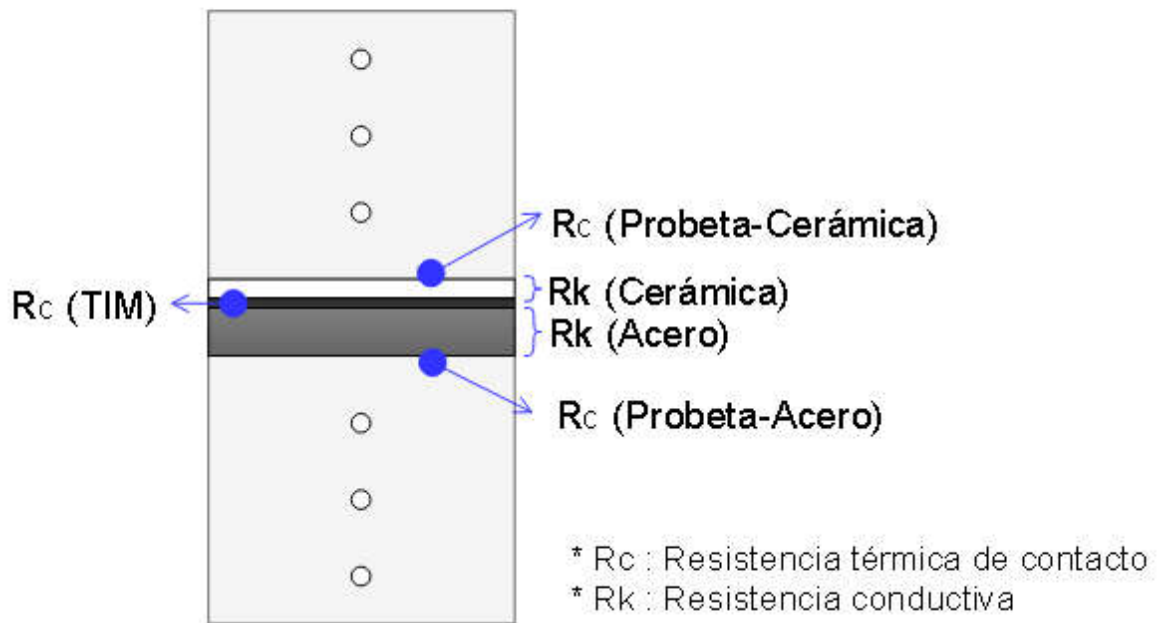 Rc (Probeta-Cerámica)
Rk (Cerámica)
Rc (TIM)
Rk (Acero)
Rc (Probeta-Acero)
* Rc : Resistencia térmica de contacto
* Rk : Resistencia conductiva